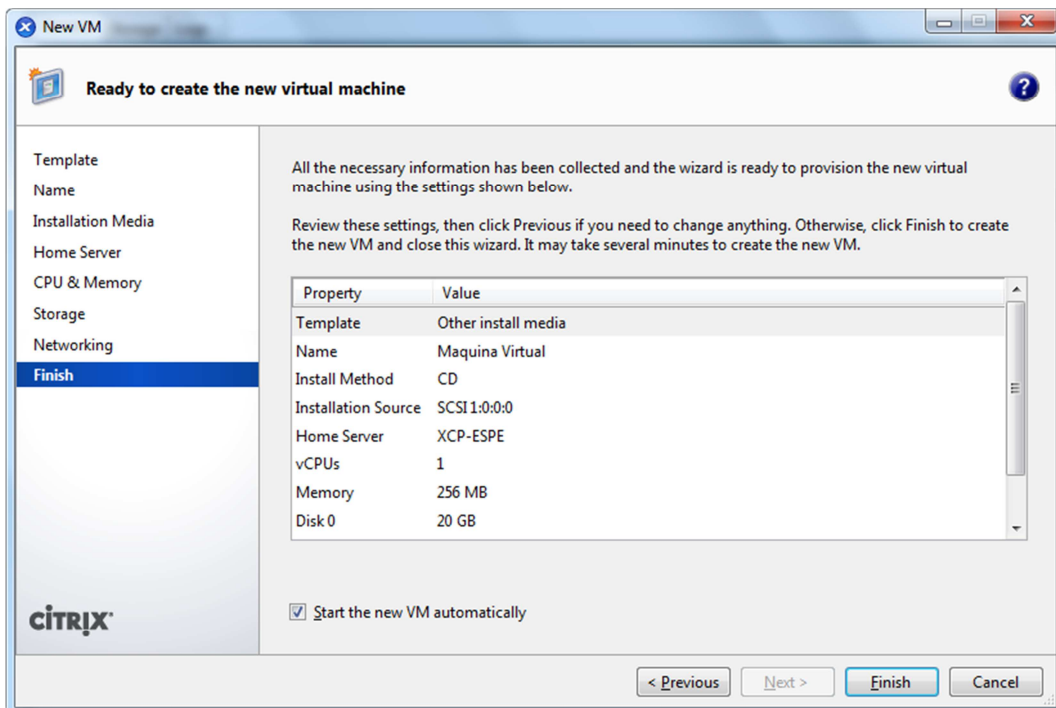 New VM
Ready to create the new virtual machine
?
Template
Name
Installation Media
Home Server
CPU & Memory
Storage
Networking
Finish
All the necessary information has been collected and the wizard is ready to provision the new virtual
machine using the settings shown below.
Review these settings, then click Previous if you need to change anything. Otherwise, click Finish to create
the new VM and close this wizard. It may take several minutes to create the new VM.
Property Value
Template Other install media
Name Maquina Virtual
Install Method CD
Installation Source SCSI 1:0:0:0
Home Server XCP-ESPE
vCPUs 1
Memory 256 MB
Disk 0 20 GB
Start the new VM automatically
CITRIX
< Previous Next > Finish Cancel